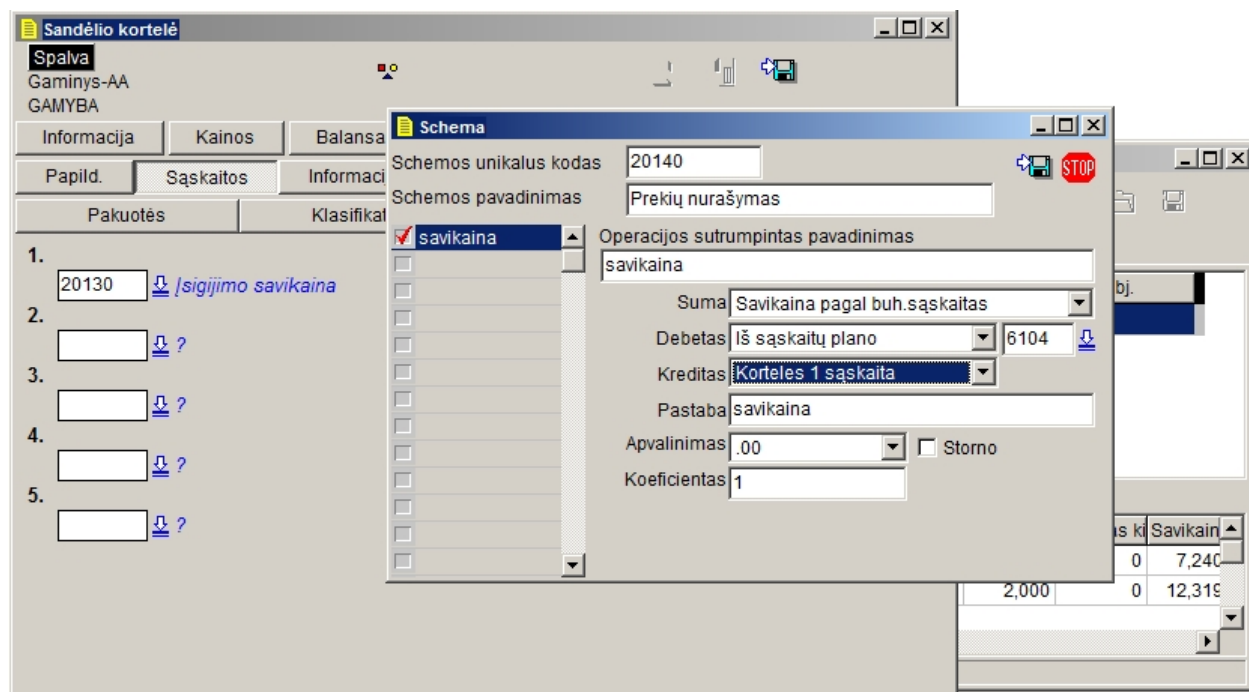 Sandėlio kortelė
Spalva
Gaminys-AA
GAMYBA
Informacija Kainos Balansa
Papild. Sąskaitos Informaci
Pakuotės Klasifikat
1.
20130 Įsigijimo savikaina
2.
?
3.
?
4.
?
5.
?
Schema
Schemos unikalus kodas 20140
STOP
Schemos pavadinimas Prekių nurašymas
savikaina
Operacijos sutrumpintas pavadinimas
savikaina
Suma Savikaina pagal buh.sąskaitas
Debetas Iš sąskaitų plano 6104
Kreditas Korteles 1 sąskaita
Pastaba savikaina
Apvalinimas .00 Storno
Koeficientas 1
bj.
as ki Savikain
0 7,240
2,000 0 12,319